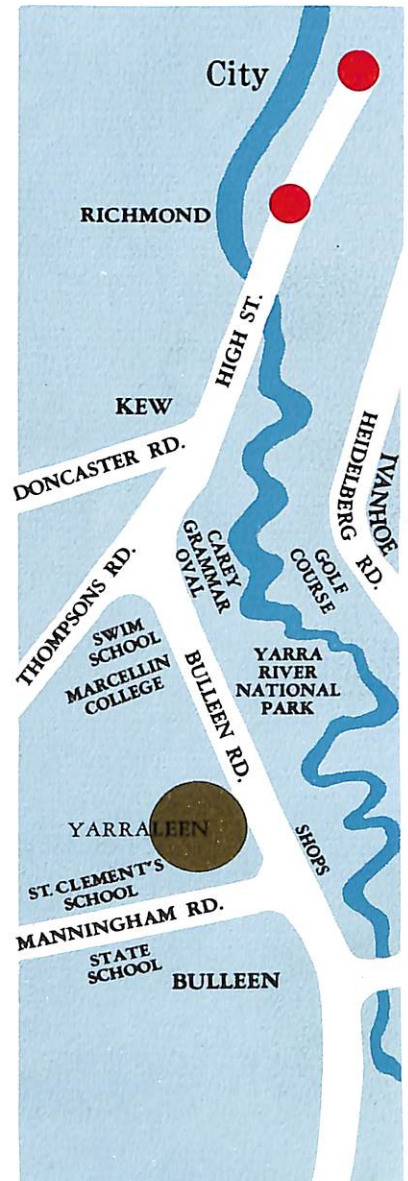 City
RICHMOND
HIGH ST.
KEW
DONCASTER RD.
IVANHOE
HEIDELBERG RD.
THOMPSONS RD.
CAREY
GRAMMAR
OVAL
GOLF
COURSE
SWIM
SCHOOL
MARCELLIN
COLLEGE
BULLEEN RD.
YARRA
RIVER
NATIONAL
PARK
YARRALEEN
SHOPS
ST. CLEMENT'S
SCHOOL
MANNINGHAM RD.
STATE
SCHOOL
BULLEEN